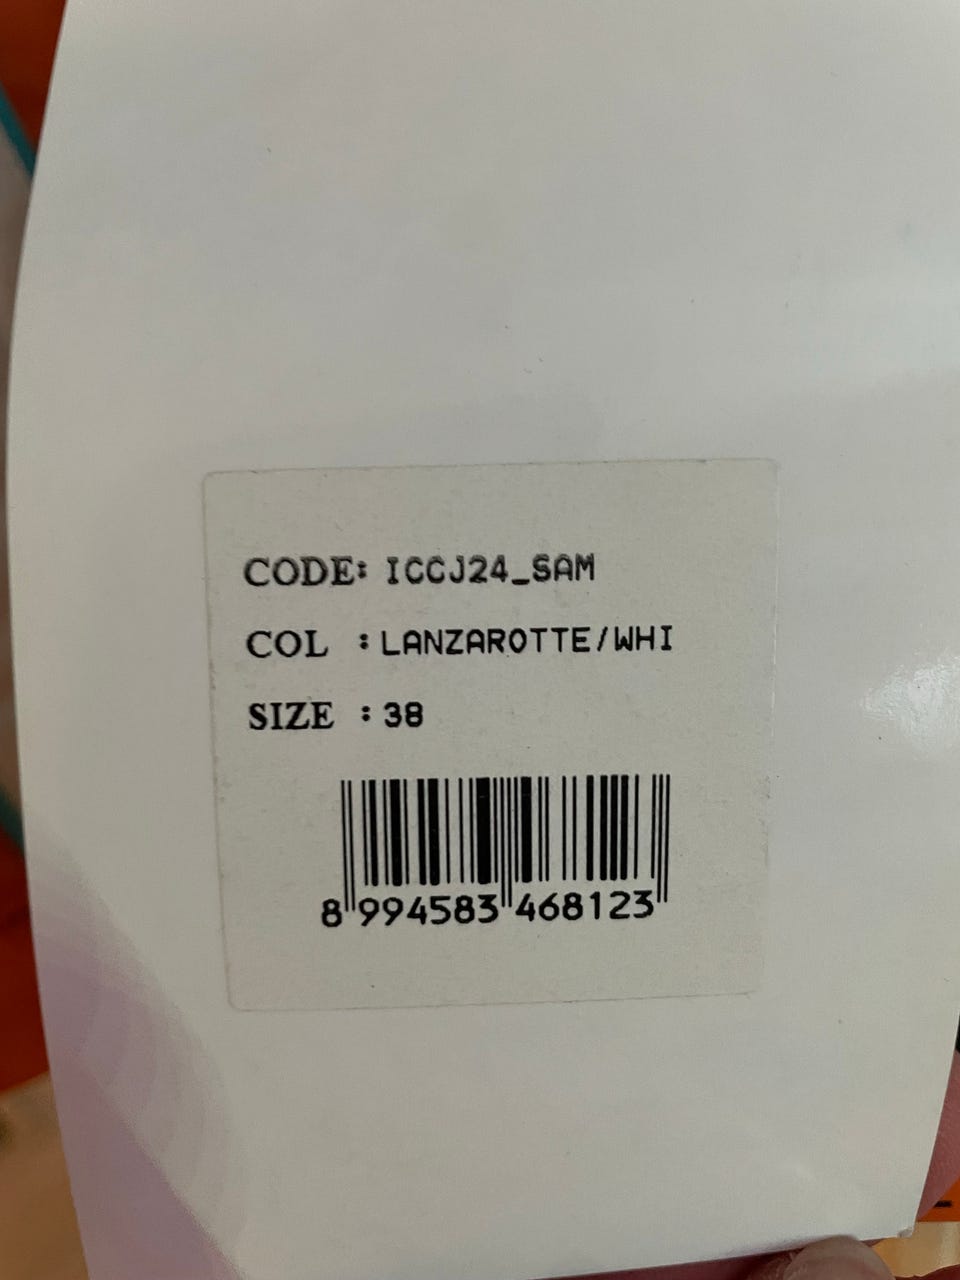 CODE: ICCJ24_SAM
COL : LANZAROTTE/WHI
SIZE : 38
8 994583 468123